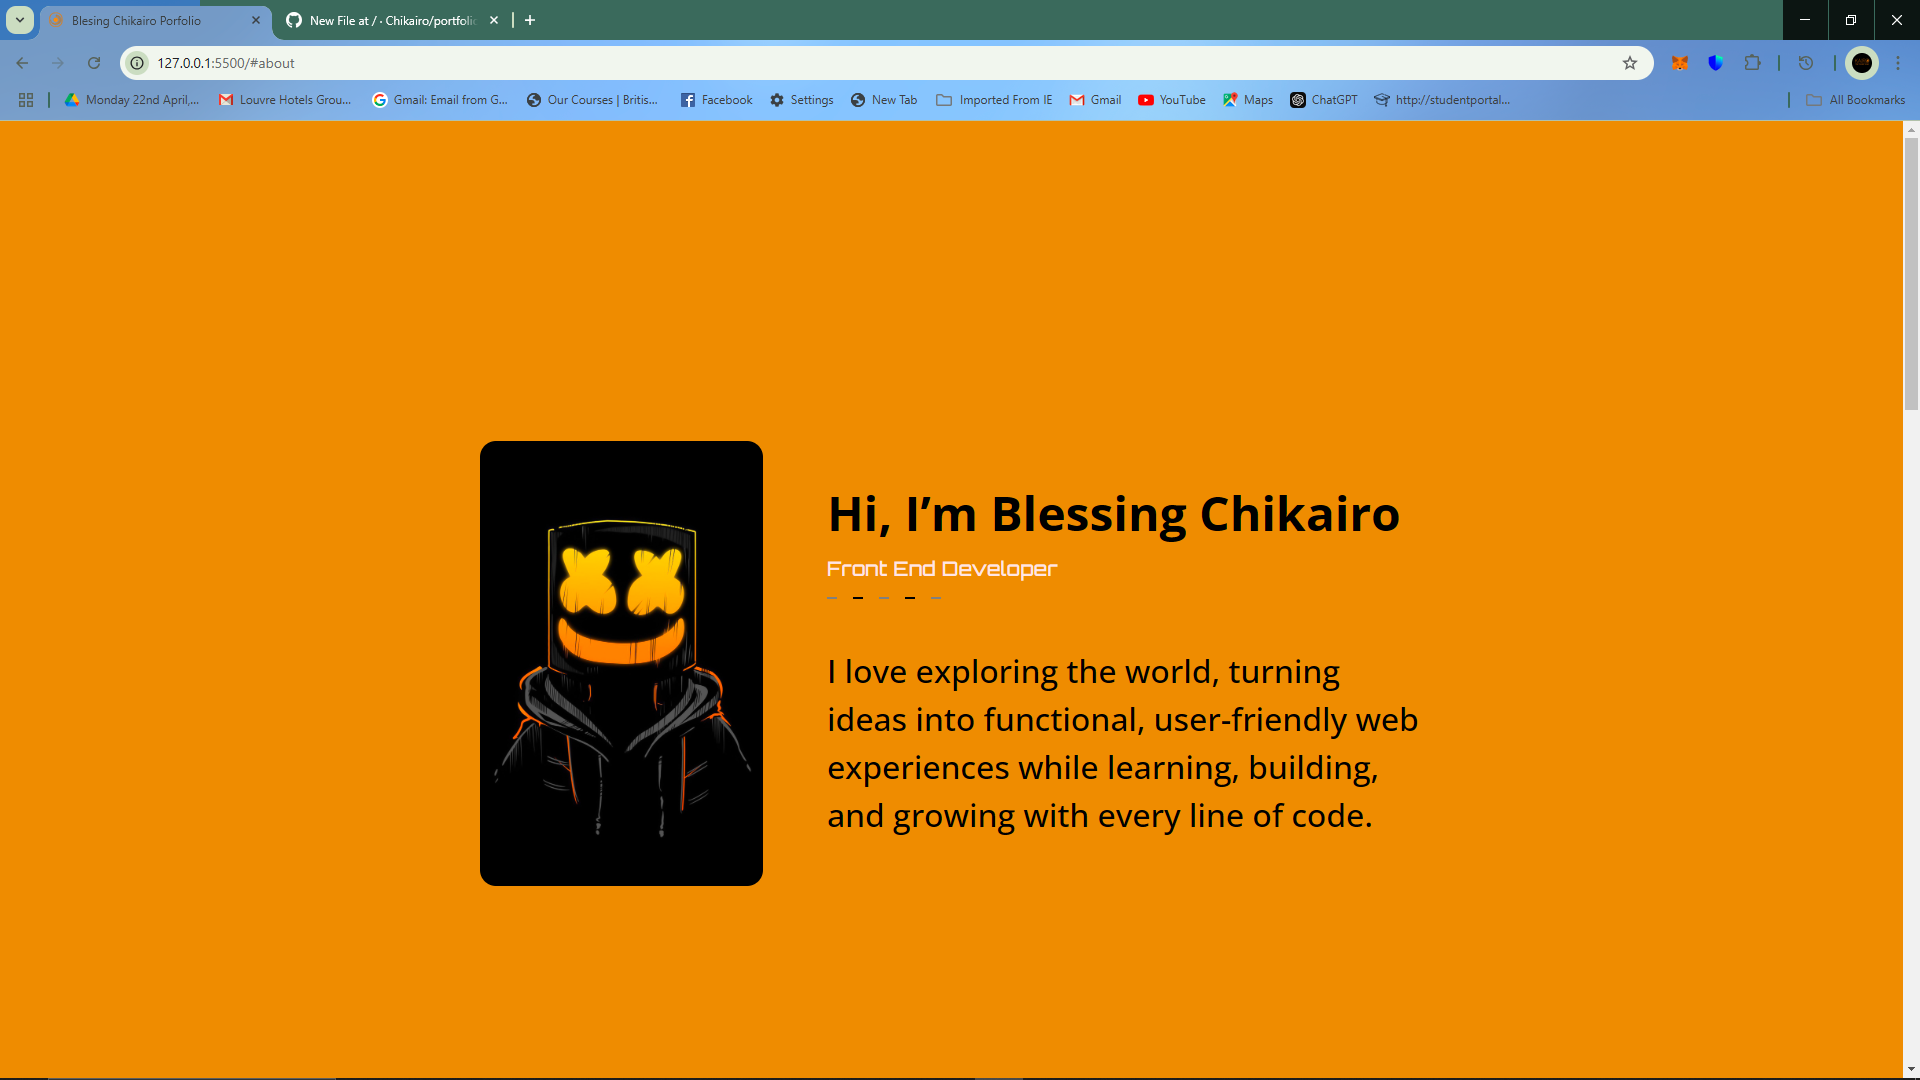 Blesing Chikairo Porfolio
New File at / · Chikairo/portfolio
127.0.0.1:5500/#about
Monday 22nd April,...
Louvre Hotels Grou...
Gmail: Email from G...
Our Courses | Britis...
Facebook
Settings
New Tab
Imported From IE
Gmail
YouTube
Maps
ChatGPT
http://studentportal...
All Bookmarks
Hi, I’m Blessing Chikairo
Front End Developer
I love exploring the world, turning
ideas into functional, user-friendly web
experiences while learning, building,
and growing with every line of code.